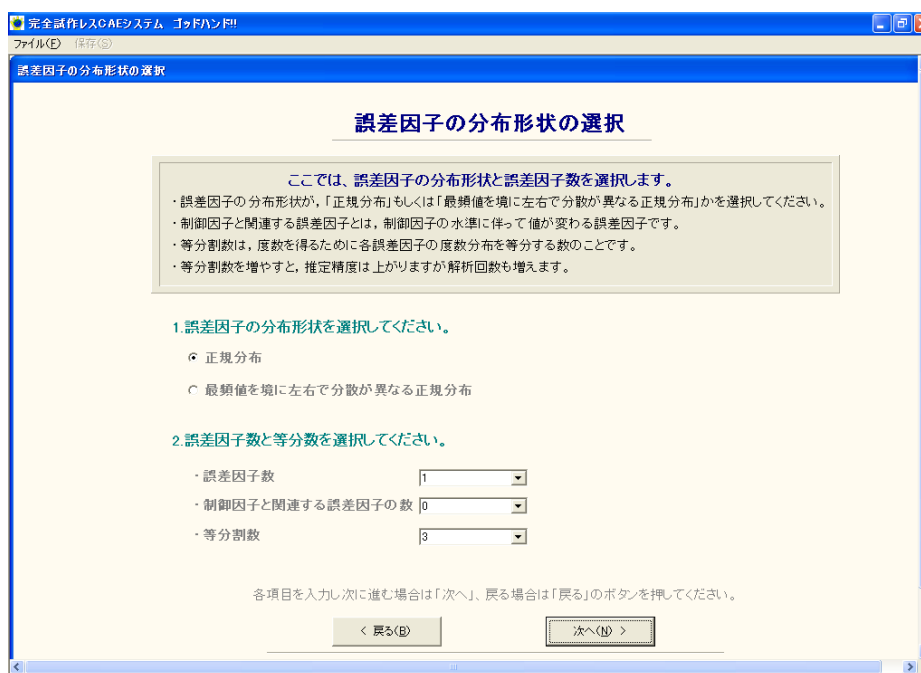 完全試作レスCAEシステム ゴッドハンド!!
ファイル(F) 保存(S)
誤差因子の分布形状の選択
誤差因子の分布形状の選択
ここでは、誤差因子の分布形状と誤差因子数を選択します。
・誤差因子の分布形状が,「正規分布」もしくは「最頻値を境に左右で分散が異なる正規分布」かを選択してください。
・制御因子と関連する誤差因子とは, 制御因子の水準に伴って値が変わる誤差因子です。
・等分割数は, 度数を得るために各誤差因子の度数分布を等分する数のことです。
・等分割数を増やすと, 推定精度は上がりますが解析回数も増えます。
1.誤差因子の分布形状を選択してください。
正規分布
最頻値を境に左右で分散が異なる正規分布
2.誤差因子数と等分数を選択してください。
・誤差因子数 1
・制御因子と関連する誤差因子の数 0
・等分割数 3
各項目を入力し次に進む場合は「次へ」、戻る場合は「戻る」のボタンを押してください。
< 戻る(B) 次へ(N) >